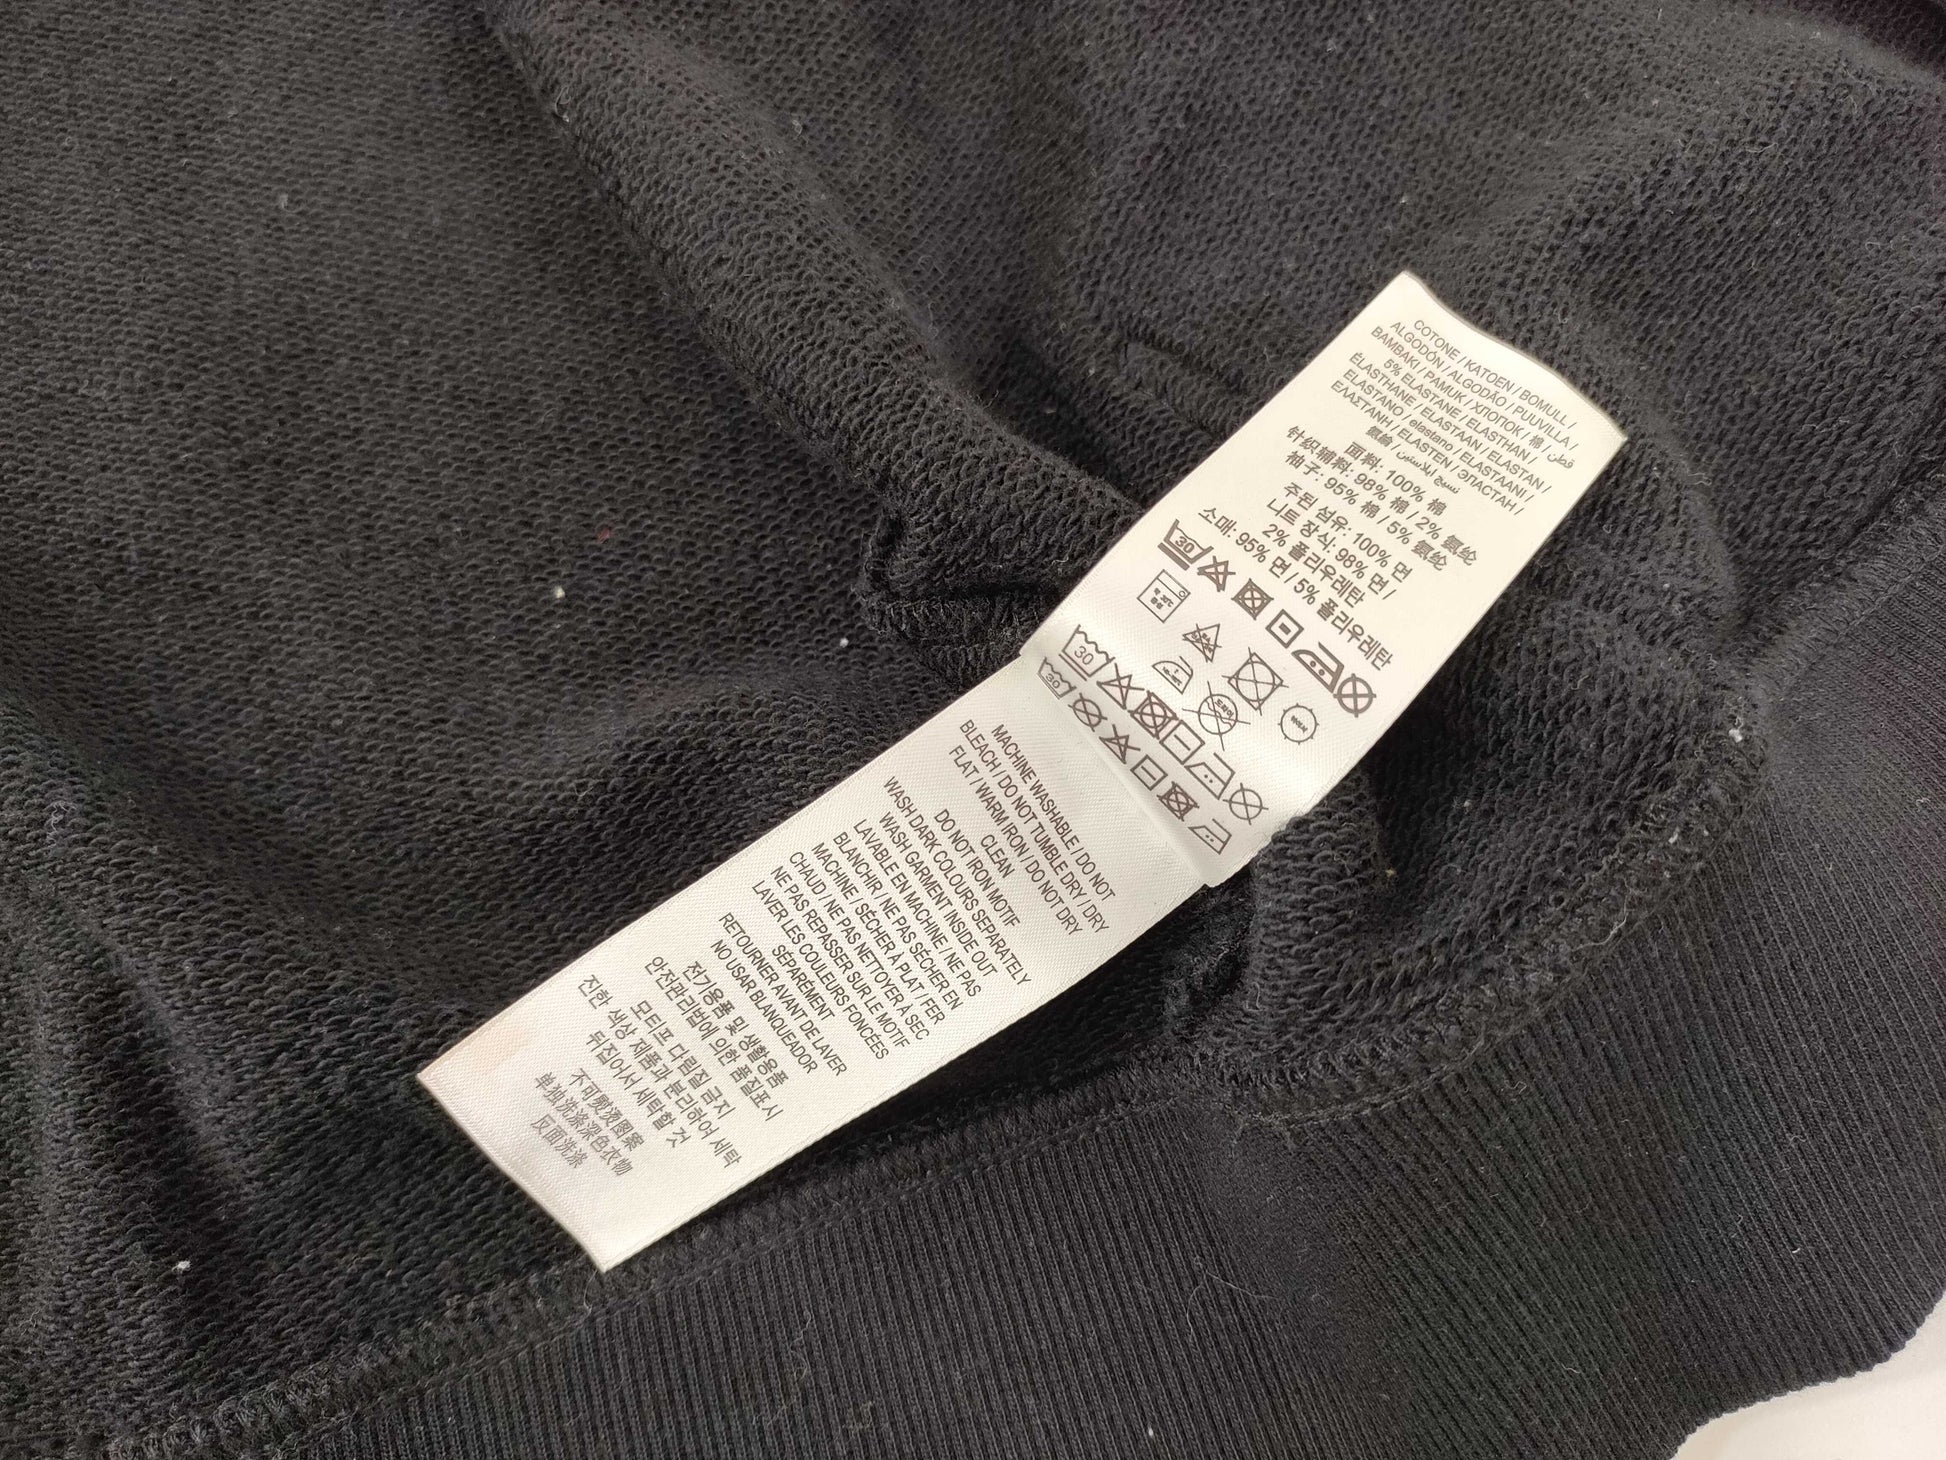 COTONE / KATOEN / BOMULL
ALGODÓN / ALGODÃO / PUUVILLA /
BAMBAKI / PAMUK / ХЛОПОК / 棉 / قطن
5% ELASTANE / ELASTHAN /
ÉLASTHANNE / ELASTAAN / ELASTAN /
ELASTANO / elastano / ELASTAANI /
ΕΛΑΣΤΑΝΗ / ELASTEN / ЭЛАСТАН /
نسيج ايلاستين / 氨綸
面料: 100% 棉
针织辅料: 98% 棉 / 2% 氨纶
袖子: 95% 棉 / 5% 氨纶
주된 섬유: 100% 면
니트 장식: 98% 면 /
2% 폴리우레탄
소매: 95% 면 / 5% 폴리우레탄
30
30
30
MACHINE WASHABLE / DO NOT
BLEACH / DO NOT TUMBLE DRY / DRY
FLAT / WARM IRON / DO NOT DRY
CLEAN
DO NOT IRON MOTIF
WASH DARK COLOURS SEPARATELY
WASH GARMENT INSIDE OUT
LAVABLE EN MACHINE / NE PAS
BLANCHIR / NE PAS SÉCHER EN
MACHINE / SÉCHER À PLAT / FER
CHAUD / NE PAS NETTOYER À SEC
NE PAS REPASSER SUR LE MOTIF
LAVER LES COULEURS FONCÉES
SÉPARÉMENT
RETOURNER AVANT DE LAVER
NO USAR BLANQUEADOR
전기용품 및 생활용품
안전관리법에 의한 품질표시
모티프 다림질 금지
진한 색상 제품과 분리하여 세탁
뒤집어서 세탁할 것
不可熨烫图案
单独洗涤深色衣物
反面洗涤